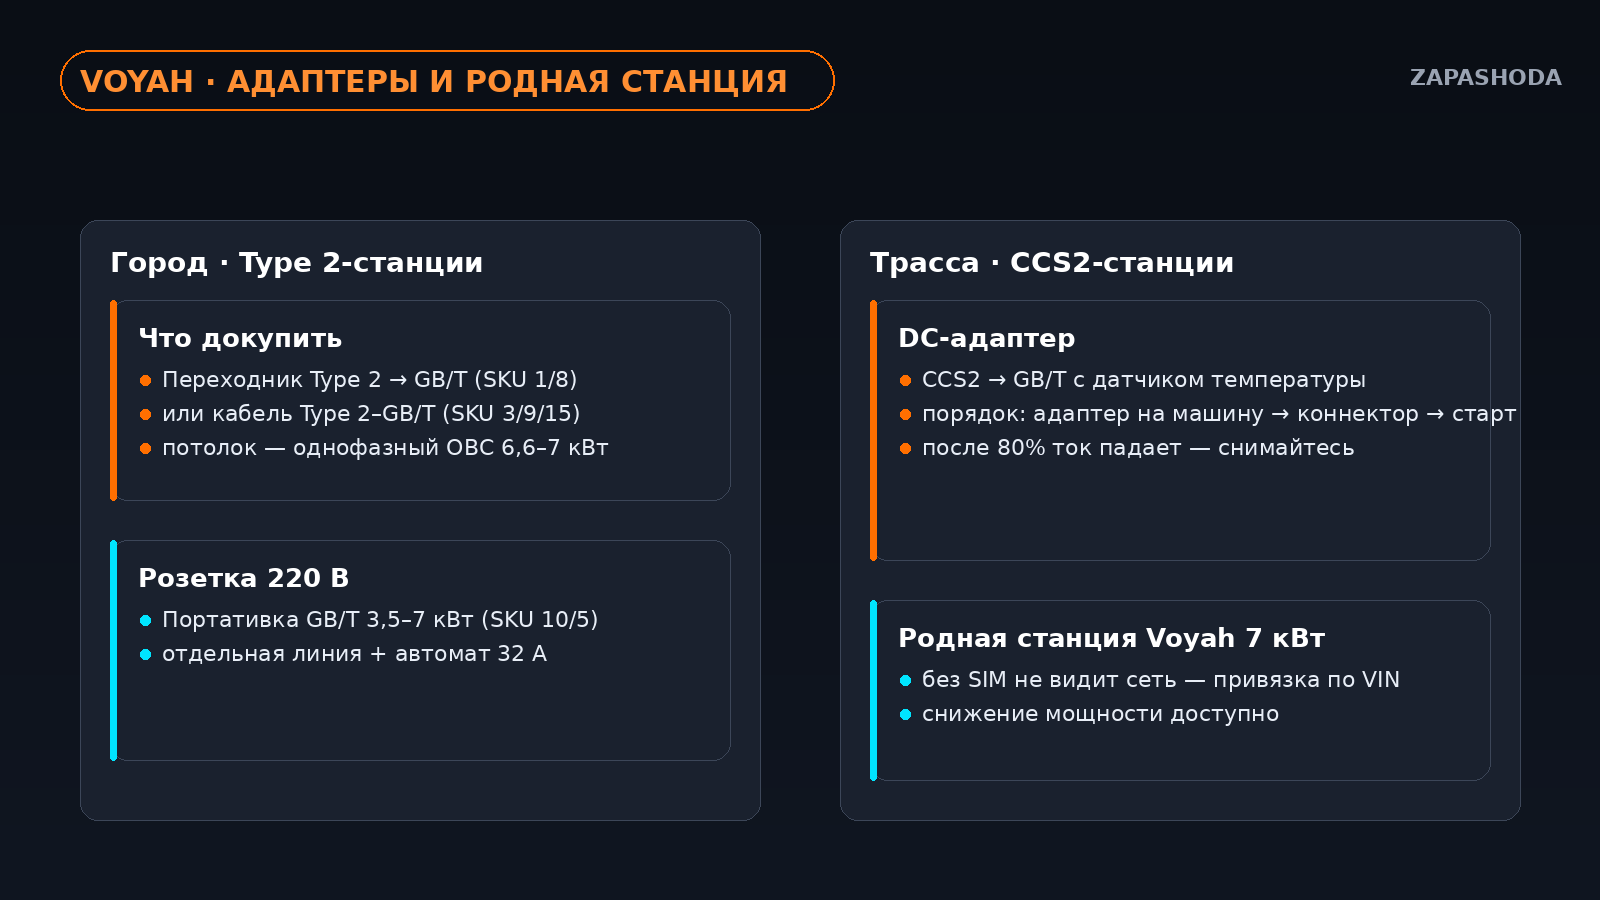 VOYAH · АДАПТЕРЫ И РОДНАЯ СТАНЦИЯ
ZAPASHODA
Город · Type 2-станции
Что докупить
Переходник Type 2 → GB/T (SKU 1/8)
или кабель Type 2–GB/T (SKU 3/9/15)
потолок — однофазный OBC 6,6–7 кВт
Розетка 220 В
Портативка GB/T 3,5–7 кВт (SKU 10/5)
отдельная линия + автомат 32 А
Трасса · CCS2-станции
DC-адаптер
CCS2 → GB/T с датчиком температуры
порядок: адаптер на машину → коннектор → старт
после 80% ток падает — снимайтесь
Родная станция Voyah 7 кВт
без SIM не видит сеть — привязка по VIN
снижение мощности доступно